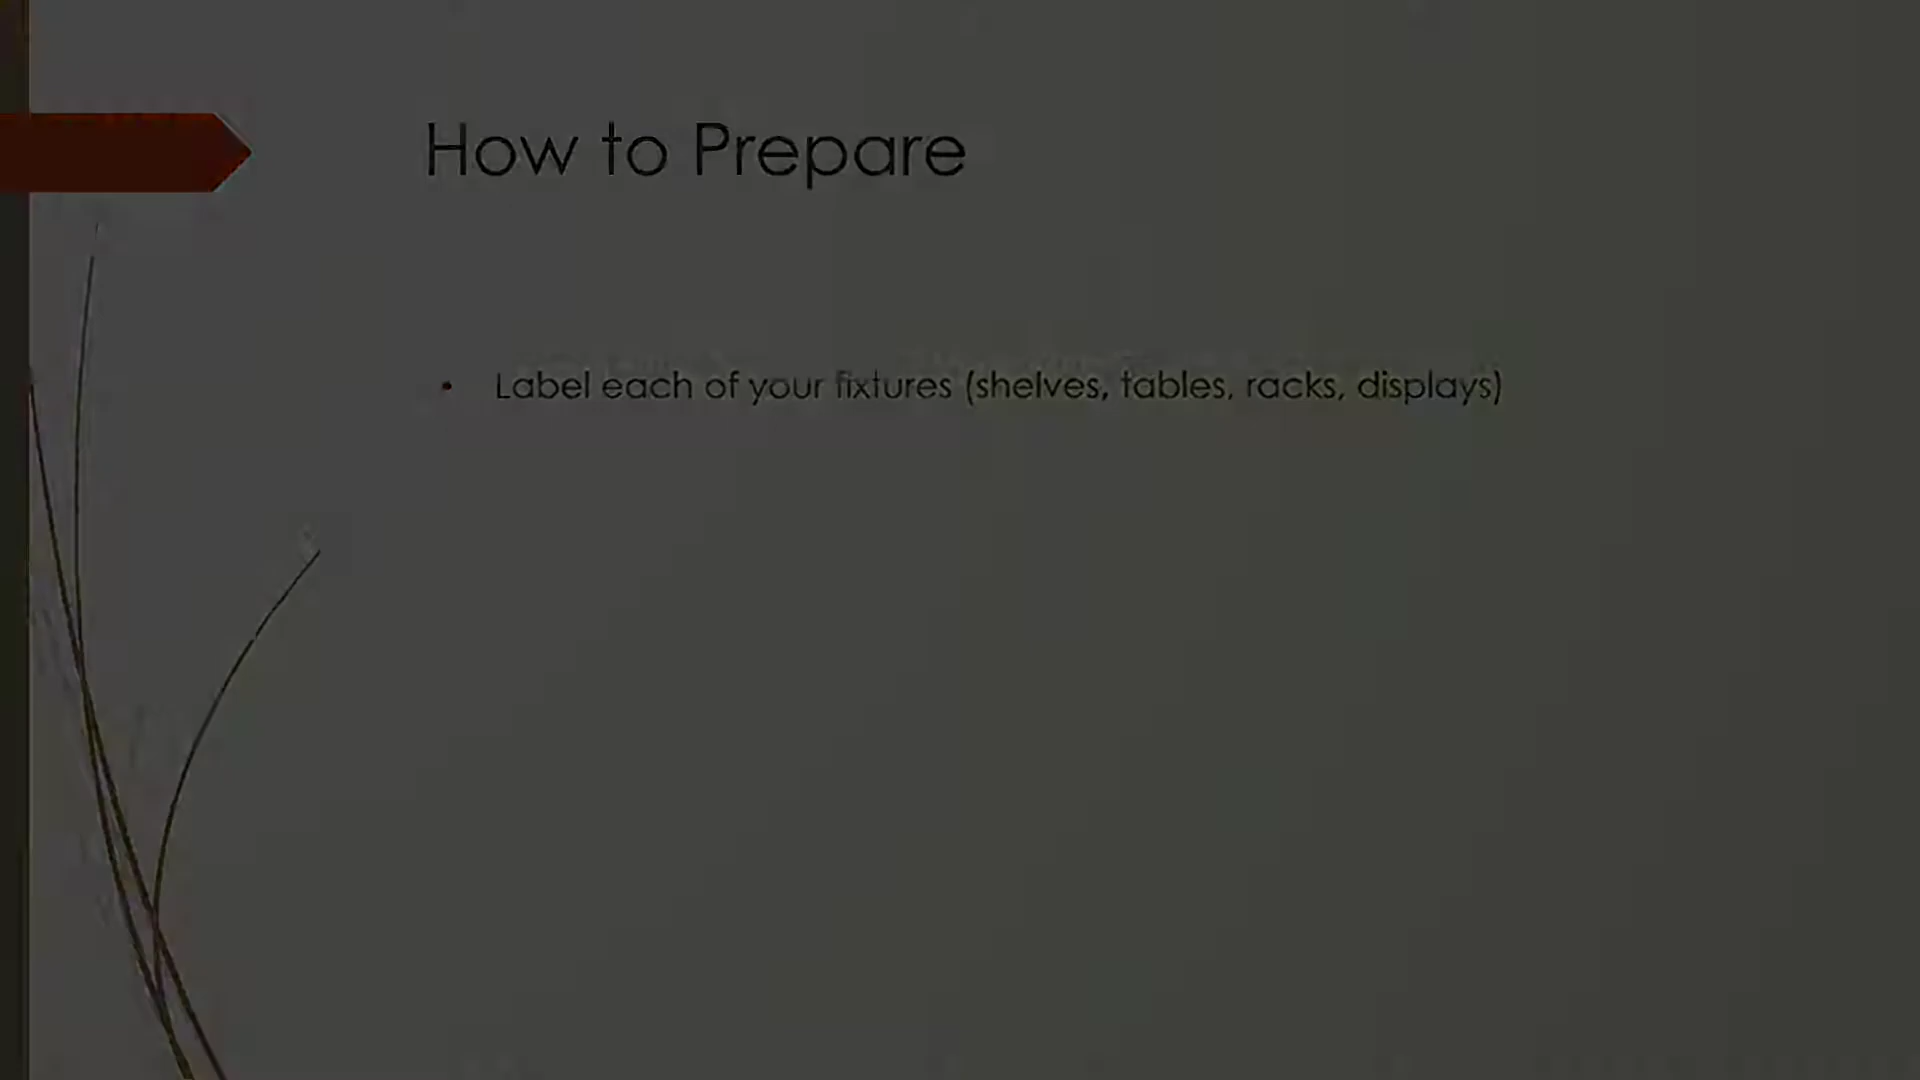 How to Prepare
• Label each of your fixtures (shelves, tables, racks, displays)